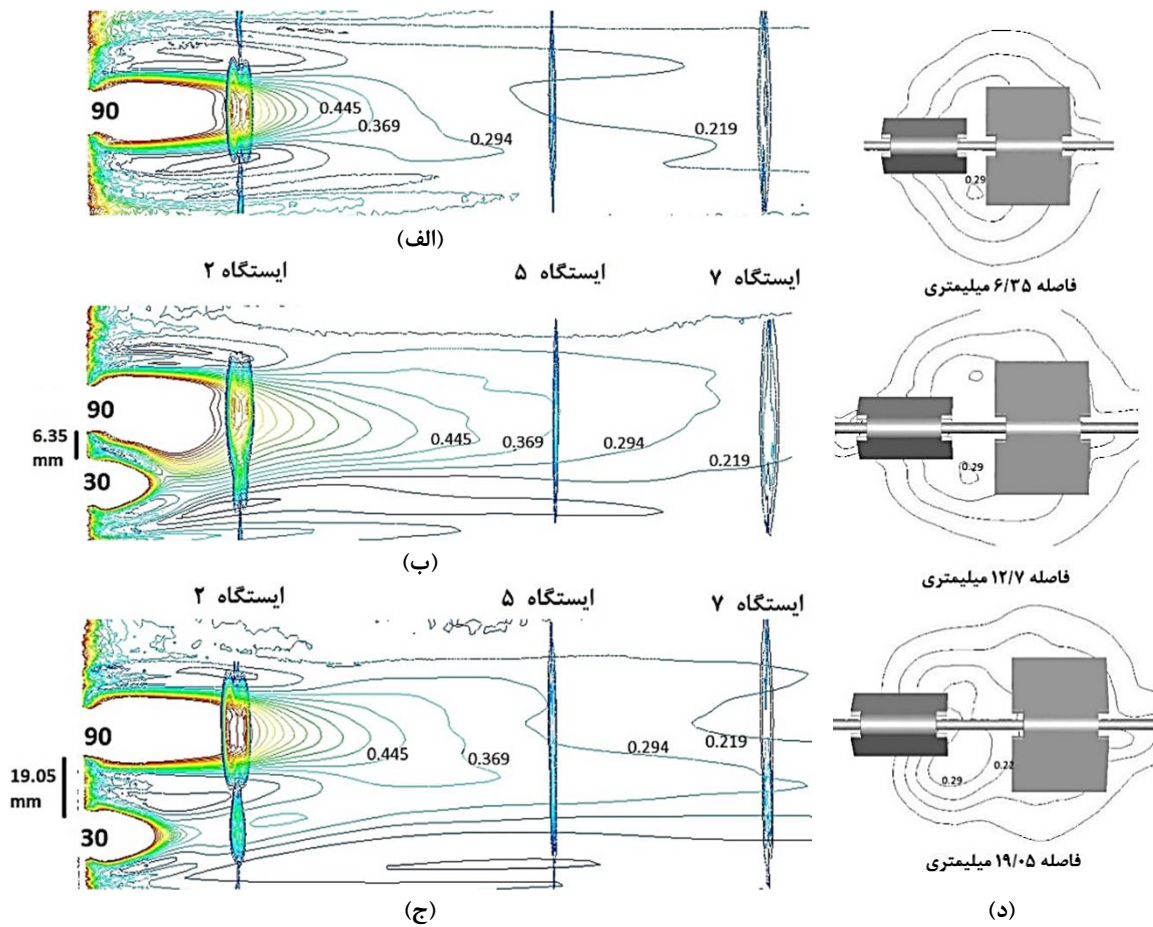 90
0.445
0.369
0.294
0.219
(الف)
ایستگاه ۲
ایستگاه ۵
ایستگاه ۷
90
6.35
mm
30
0.445
0.369
0.294
0.219
(ب)
ایستگاه ۲
ایستگاه ۵
ایستگاه ۷
90
19.05
mm
30
0.445
0.369
0.294
0.219
(ج)
0.29
فاصله ۶/۳۵ میلیمتری
0.29
فاصله ۱۲/۷ میلیمتری
0.29
0.22
فاصله ۱۹/۰۵ میلیمتری
(د)